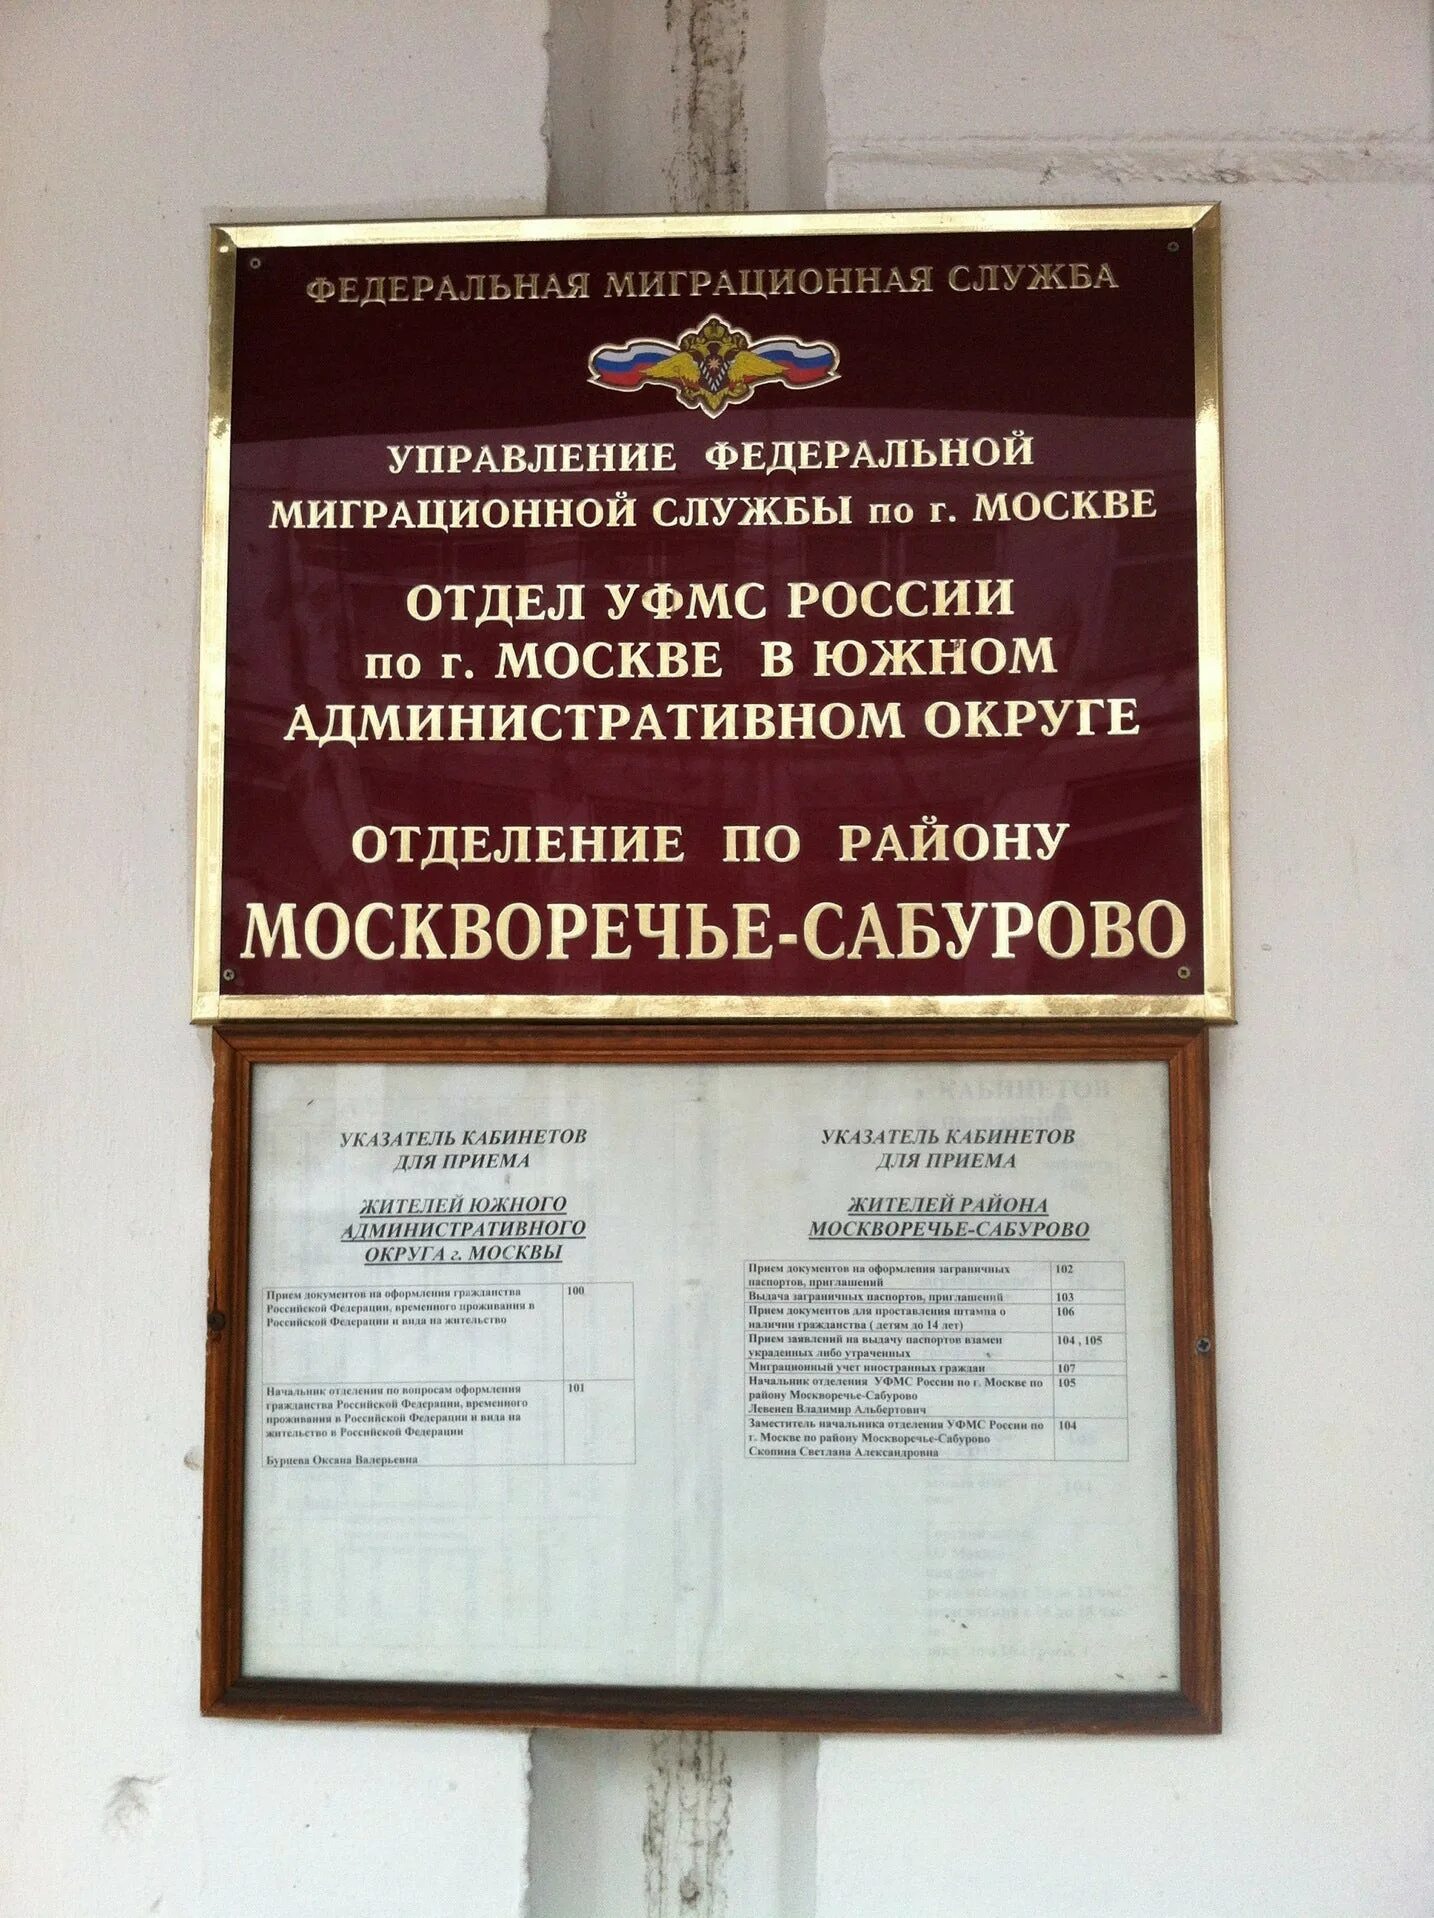 ФЕДЕРАЛЬНАЯ МИГРАЦИОННАЯ СЛУЖБА
УПРАВЛЕНИЕ ФЕДЕРАЛЬНОЙ
МИГРАЦИОННОЙ СЛУЖБЫ по г. МОСКВЕ
ОТДЕЛ УФМС РОССИИ
по г. МОСКВЕ В ЮЖНОМ
АДМИНИСТРАТИВНОМ ОКРУГЕ
ОТДЕЛЕНИЕ ПО РАЙОНУ
МОСКВОРЕЧЬЕ-САБУРОВО
УКАЗАТЕЛЬ КАБИНЕТОВ
ДЛЯ ПРИЕМА
ЖИТЕЛЕЙ ЮЖНОГО
АДМИНИСТРАТИВНОГО
ОКРУГА г. МОСКВЫ
Прием документов на оформления гражданства 100
Российской Федерации, временного проживания в
Российской Федерации и вида на жительство
Начальник отделения по вопросам оформления 101
гражданства Российской Федерации, временного
проживания в Российской Федерации и вида на
жительство в Российской Федерации
Бурцева Оксана Валерьевна
УКАЗАТЕЛЬ КАБИНЕТОВ
ДЛЯ ПРИЕМА
ЖИТЕЛЕЙ РАЙОНА
МОСКВОРЕЧЬЕ-САБУРОВО
Прием документов на оформления заграничных 102
паспортов, приглашений
Выдача заграничных паспортов, приглашений 103
Прием документов для проставления штампа о 106
наличии гражданства ( детям до 14 лет)
Прием заявлений на выдачу паспортов взамен 104 , 105
украденных либо утраченных
Миграционный учет иностранных граждан 107
Начальник отделения УФМС России по г. Москве по 105
району Москворечье-Сабурово
Левенец Владимир Альбертович
Заместитель начальника отделения УФМС России по 104
г. Москве по району Москворечье-Сабурово
Скопина Светлана Александровна